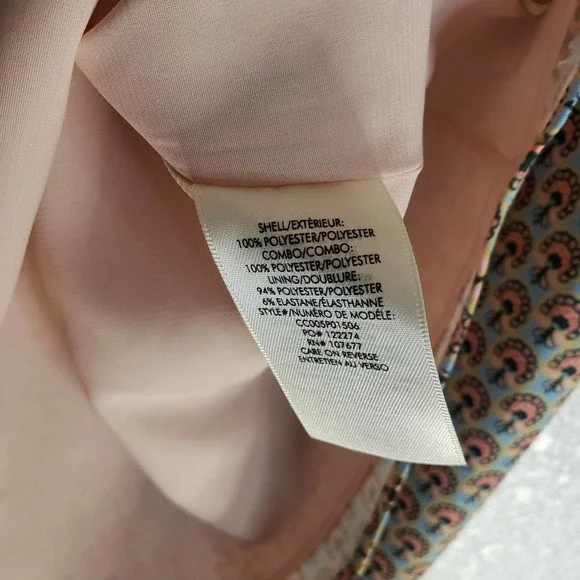 SHELL/EXTÉRIEUR:
100% POLYESTER/POLYESTER
COMBO/COMBO:
100% POLYESTER/POLYESTER
LINING/DOUBLURE:
94% POLYESTER/POLYESTER
6% ELASTANE/ÉLASTHANNE
STYLE#/NUMÉRO DE MODÈLE:
CC005P01506
PO# 122274
RN# 107677
CARE ON REVERSE
ENTRETIEN AU VERSO